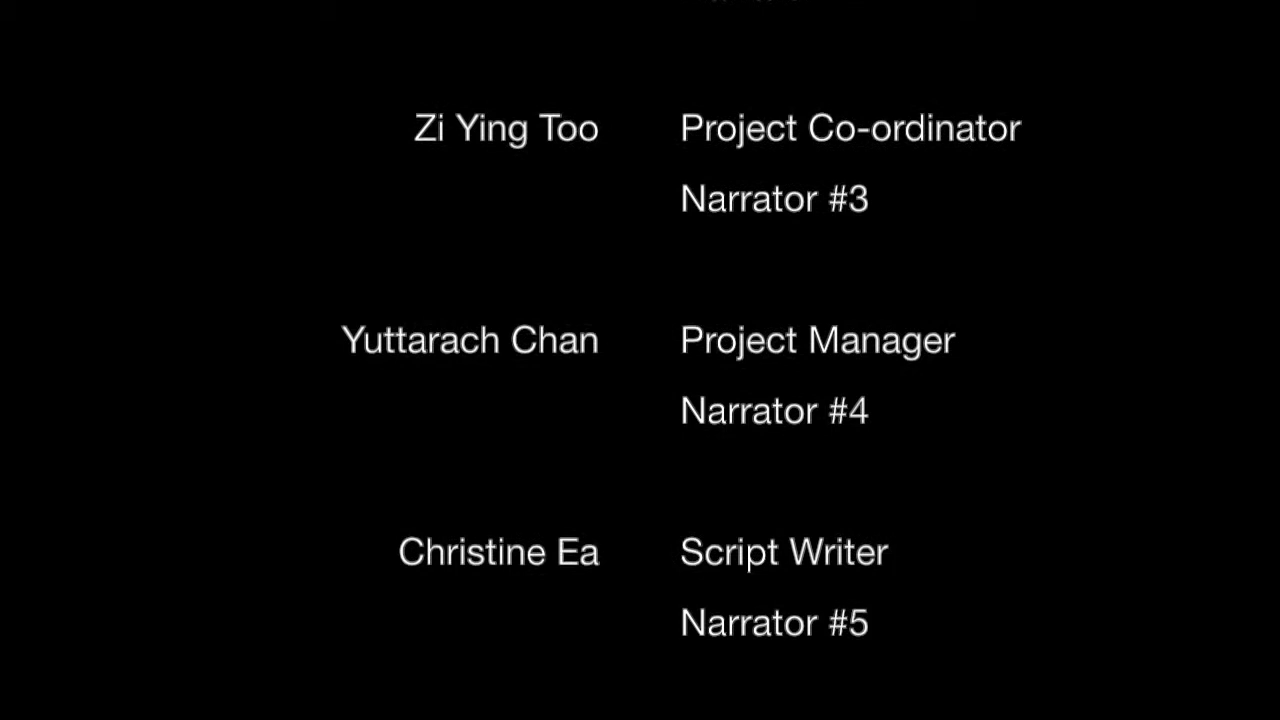 Zi Ying Too Project Co-ordinator
Narrator #3
Yuttarach Chan Project Manager
Narrator #4
Christine Ea Script Writer
Narrator #5